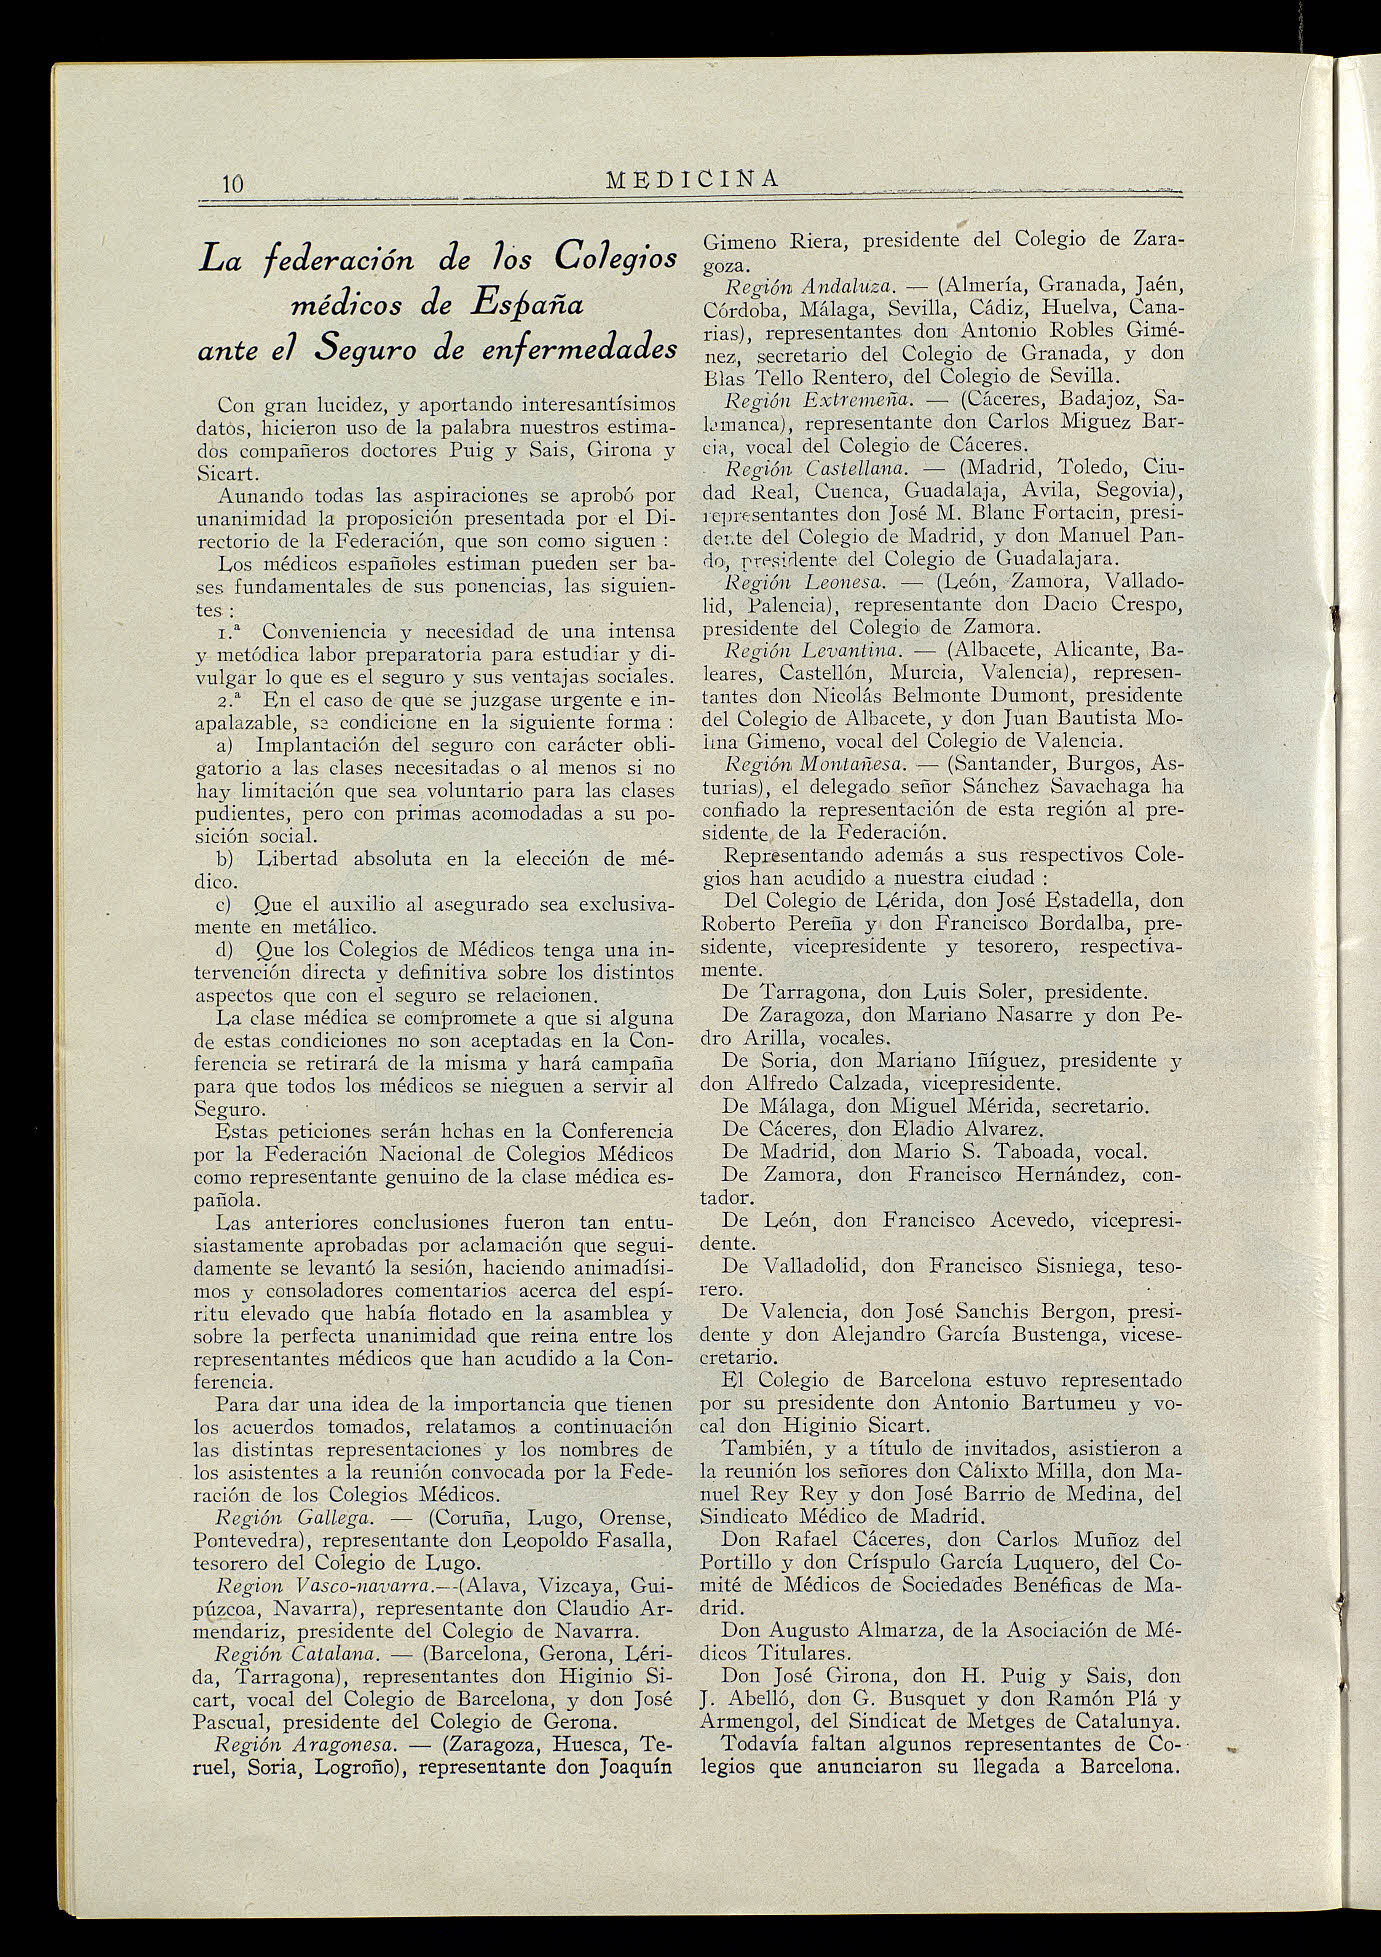 10
MEDICINA
La federación de los Colegios
médicos de España
ante el Seguro de enfermedades
Con gran lucidez, y aportando interesantísimos
datos, hicieron uso de la palabra nuestros estima-
dos compañeros doctores Puig y Sais, Girona y
Sicart.
Aunando todas las aspiraciones se aprobó por
unanimidad la proposición presentada por el Di-
rectorio de la Federación, que son como siguen :
Los médicos españoles estiman pueden ser ba-
ses fundamentales de sus ponencias, las siguien-
tes :
1.ª Conveniencia y necesidad de una intensa
y metódica labor preparatoria para estudiar y di-
vulgar lo que es el seguro y sus ventajas sociales.
2.ª En el caso de que se juzgase urgente e in-
apalazable, se condicione en la siguiente forma :
a) Implantación del seguro con carácter obli-
gatorio a las clases necesitadas o al menos si no
hay limitación que sea voluntario para las clases
pudientes, pero con primas acomodadas a su po-
sición social.
b) Libertad absoluta en la elección de mé-
dico.
c) Que el auxilio al asegurado sea exclusiva-
mente en metálico.
d) Que los Colegios de Médicos tenga una in-
tervención directa y definitiva sobre los distintos
aspectos que con el seguro se relacionen.
La clase médica se compromete a que si alguna
de estas condiciones no son aceptadas en la Con-
ferencia se retirará de la misma y hará campaña
para que todos los médicos se nieguen a servir al
Seguro.
Estas peticiones serán hchas en la Conferencia
por la Federación Nacional de Colegios Médicos
como representante genuino de la clase médica es-
pañola.
Las anteriores conclusiones fueron tan entu-
siastamente aprobadas por aclamación que segui-
damente se levantó la sesión, haciendo animadísi-
mos y consoladores comentarios acerca del espí-
ritu elevado que había flotado en la asamblea y
sobre la perfecta unanimidad que reina entre los
representantes médicos que han acudido a la Con-
ferencia.
Para dar una idea de la importancia que tienen
los acuerdos tomados, relatamos a continuación
las distintas representaciones y los nombres de
los asistentes a la reunión convocada por la Fede-
ración de los Colegios Médicos.
Región Gallega. — (Coruña, Lugo, Orense,
Pontevedra), representante don Leopoldo Fasalla,
tesorero del Colegio de Lugo.
Region Vasco-navarra.—(Alava, Vizcaya, Gui-
púzcoa, Navarra), representante don Claudio Ar-
mendariz, presidente del Colegio de Navarra.
Región Catalana. — (Barcelona, Gerona, Léri-
da, Tarragona), representantes don Higinio Si-
cart, vocal del Colegio de Barcelona, y don José
Pascual, presidente del Colegio de Gerona.
Región Aragonesa. — (Zaragoza, Huesca, Te-
ruel, Soria, Logroño), representante don Joaquín
Gimeno Riera, presidente del Colegio de Zara-
goza.
Región Andaluza. — (Almería, Granada, Jaén,
Córdoba, Málaga, Sevilla, Cádiz, Huelva, Cana-
rias), representantes don Antonio Robles Gimé-
nez, secretario del Colegio de Granada, y don
Blas Tello Rentero, del Colegio de Sevilla.
Región Extremeña. — (Cáceres, Badajoz, Sa-
lamanca), representante don Carlos Miguez Bar-
cia, vocal del Colegio de Cáceres.
Región Castellana. — (Madrid, Toledo, Ciu-
dad Real, Cuenca, Guadalaja, Avila, Segovia),
representantes don José M. Blanc Fortacin, presi-
dente del Colegio de Madrid, y don Manuel Pan-
do, presidente del Colegio de Guadalajara.
Región Leonesa. — (León, Zamora, Vallado-
lid, Palencia), representante don Dacio Crespo,
presidente del Colegio de Zamora.
Región Levantina. — (Albacete, Alicante, Ba-
leares, Castellón, Murcia, Valencia), represen-
tantes don Nicolás Belmonte Dumont, presidente
del Colegio de Albacete, y don Juan Bautista Mo-
lina Gimeno, vocal del Colegio de Valencia.
Región Montañesa. — (Santander, Burgos, As-
turias), el delegado señor Sánchez Savachaga ha
confiado la representación de esta región al pre-
sidente de la Federación.
Representando además a sus respectivos Cole-
gios han acudido a nuestra ciudad :
Del Colegio de Lérida, don José Estadella, don
Roberto Pereña y don Francisco Bordalba, pre-
sidente, vicepresidente y tesorero, respectiva-
mente.
De Tarragona, don Luis Soler, presidente.
De Zaragoza, don Mariano Nasarre y don Pe-
dro Arilla, vocales.
De Soria, don Mariano Iñíguez, presidente y
don Alfredo Calzada, vicepresidente.
De Málaga, don Miguel Mérida, secretario.
De Cáceres, don Eladio Alvarez.
De Madrid, don Mario S. Taboada, vocal.
De Zamora, don Francisco Hernández, con-
tador.
De León, don Francisco Acevedo, vicepresi-
dente.
De Valladolid, don Francisco Sisniega, teso-
rero.
De Valencia, don José Sanchis Bergon, presi-
dente y don Alejandro García Bustenga, vicese-
cretario.
El Colegio de Barcelona estuvo representado
por su presidente don Antonio Bartumeu y vo-
cal don Higinio Sicart.
También, y a título de invitados, asistieron a
la reunión los señores don Cálixto Milla, don Ma-
nuel Rey Rey y don José Barrio de Medina, del
Sindicato Médico de Madrid.
Don Rafael Cáceres, don Carlos Muñoz del
Portillo y don Críspulo García Luquero, del Co-
mité de Médicos de Sociedades Benéficas de Ma-
drid.
Don Augusto Almarza, de la Asociación de Mé-
dicos Titulares.
Don José Girona, don H. Puig y Sais, don
J. Abelló, don G. Busquet y don Ramón Plá y
Armengol, del Sindicat de Metges de Catalunya.
Todavía faltan algunos representantes de Co-
legios que anunciaron su llegada a Barcelona.